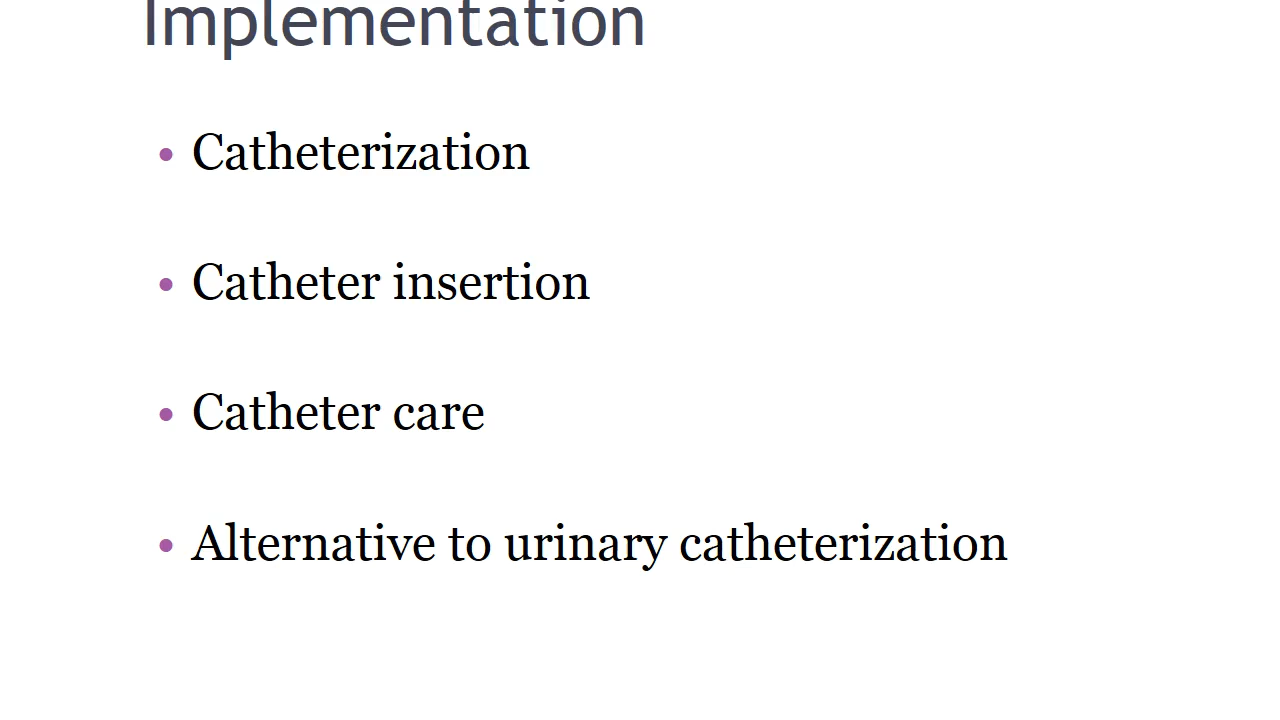 Implementation
• Catheterization
• Catheter insertion
• Catheter care
• Alternative to urinary catheterization